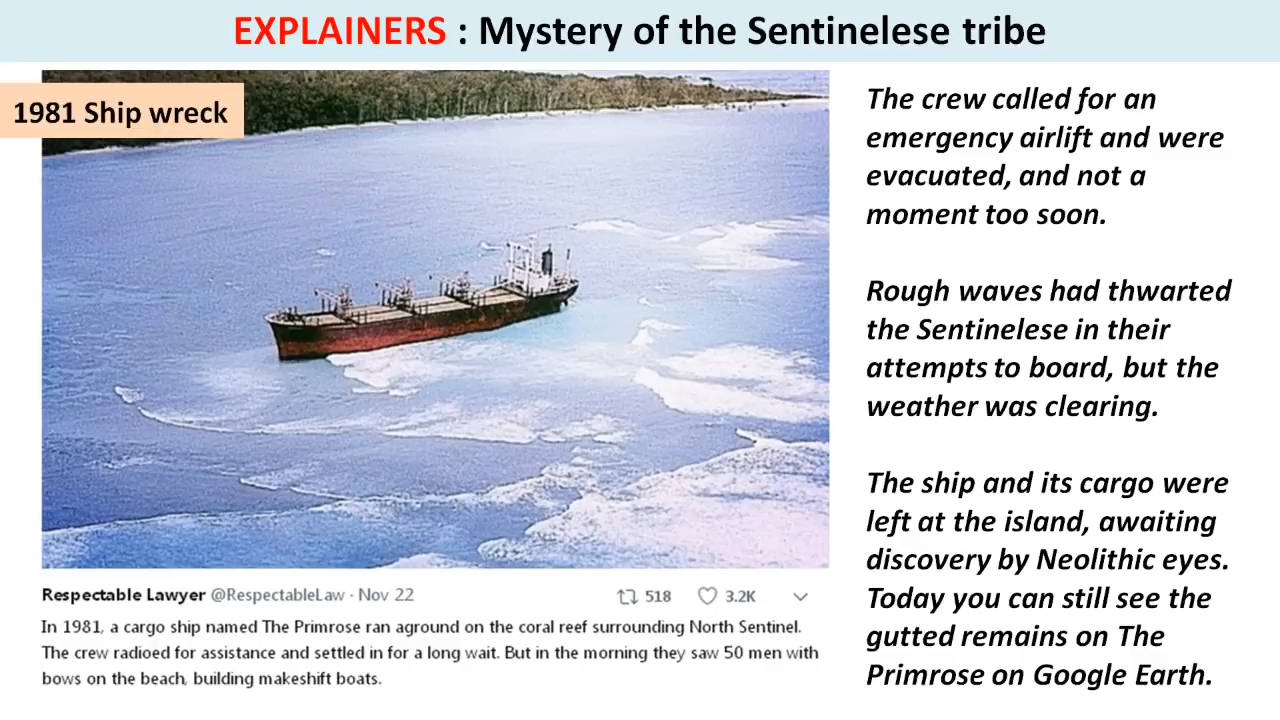 EXPLAINERS : Mystery of the Sentinelese tribe
1981 Ship wreck
The crew called for an
emergency airlift and were
evacuated, and not a
moment too soon.
Rough waves had thwarted
the Sentinelese in their
attempts to board, but the
weather was clearing.
The ship and its cargo were
left at the island, awaiting
discovery by Neolithic eyes.
Today you can still see the
gutted remains on The
Primrose on Google Earth.
Respectable Lawyer @RespectableLaw · Nov 22 518 3.2K
In 1981, a cargo ship named The Primrose ran aground on the coral reef surrounding North Sentinel.
The crew radioed for assistance and settled in for a long wait. But in the morning they saw 50 men with
bows on the beach, building makeshift boats.